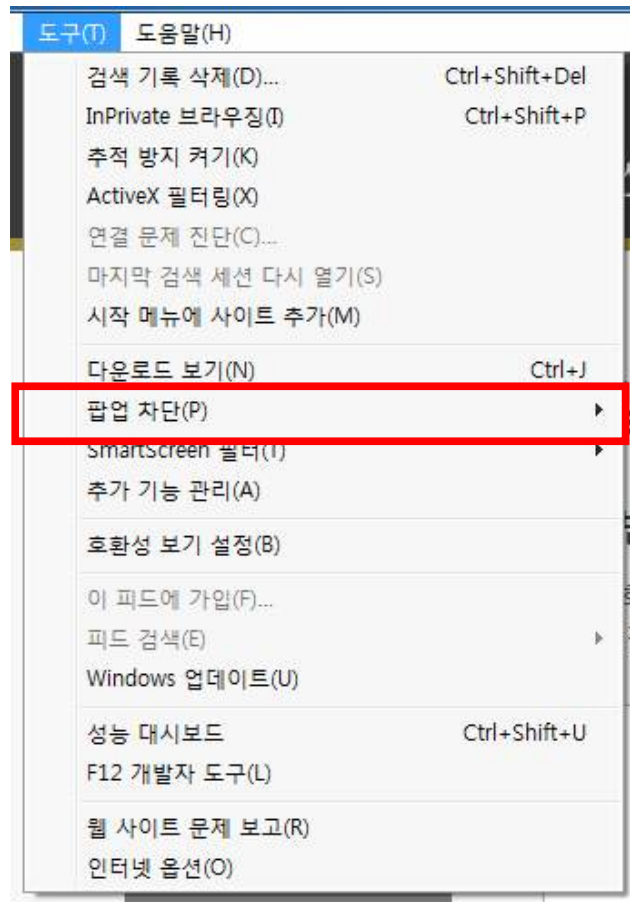 도구(T) 도움말(H)
검색 기록 삭제(D)... Ctrl+Shift+Del
InPrivate 브라우징(I) Ctrl+Shift+P
추적 방지 켜기(K)
ActiveX 필터링(X)
연결 문제 진단(C)...
마지막 검색 세션 다시 열기(S)
시작 메뉴에 사이트 추가(M)
다운로드 보기(N) Ctrl+J
팝업 차단(P)
SmartScreen 필터(T)
추가 기능 관리(A)
호환성 보기 설정(B)
이 피드에 가입(F)...
피드 검색(E)
Windows 업데이트(U)
성능 대시보드 Ctrl+Shift+U
F12 개발자 도구(L)
웹 사이트 문제 보고(R)
인터넷 옵션(O)